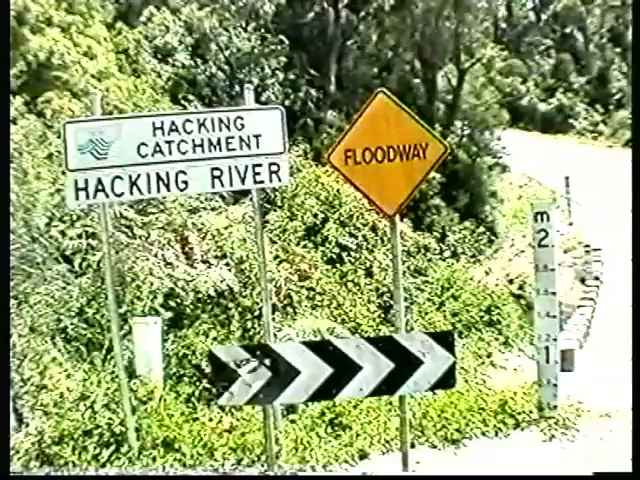 HACKING
CATCHMENT
HACKING RIVER
FLOODWAY
m
2
1